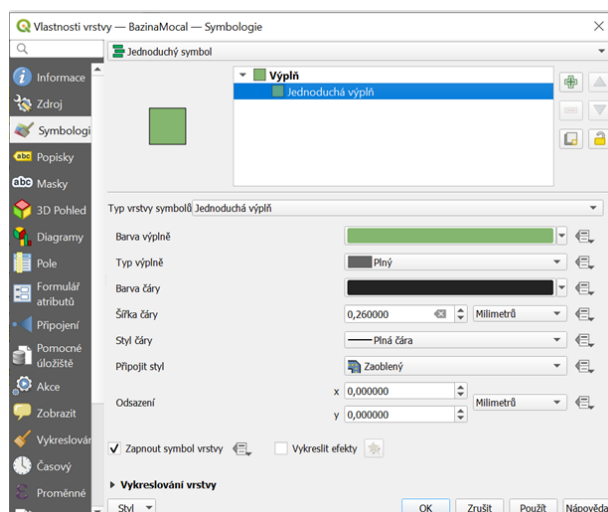 Vlastnosti vrstvy — BazinaMocal — Symbologie
Jednoduchý symbol
Informace
Zdroj
Symbologi
abc Popisky
abc Masky
3D Pohled
Diagramy
Pole
Formulář
atributů
Připojení
Pomocné
úložiště
Akce
Zobrazit
Vykreslován
Časový
Proměnné
Výplň
Jednoduchá výplň
Typ vrstvy symbolů Jednoduchá výplň
Barva výplně
Typ výplně Plný
Barva čáry
Šířka čáry 0,260000 Milimetrů
Styl čáry Plná čára
Připojit styl Zaoblený
Odsazení x 0,000000 Milimetrů
y 0,000000
Zapnout symbol vrstvy Vykreslit efekty
Vykreslování vrstvy
Styl OK Zrušit Použít Nápověda